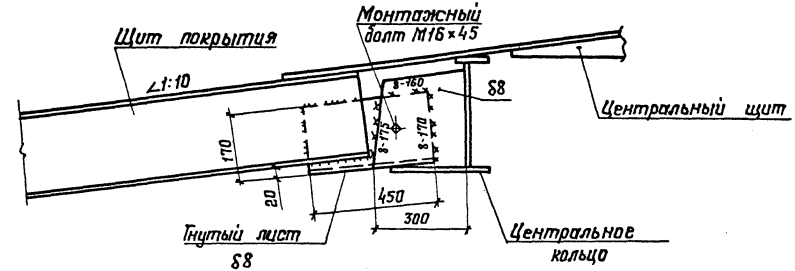 Монтажный
болт М16×45
Щит покрытия
∠1:10
8-160
δ8
Центральный щит
170
8-175
8-170
20
450
300
Гнутый лист
δ8
Центральное
кольцо